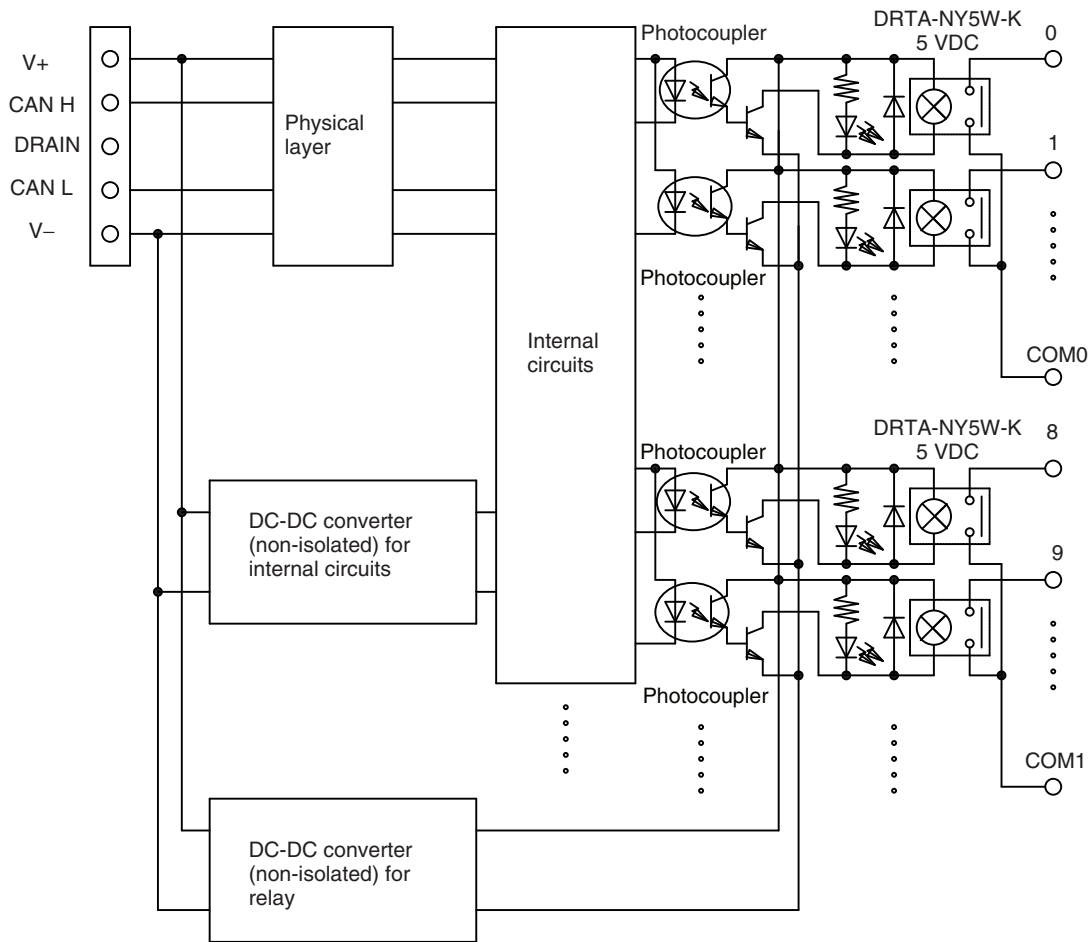 V+
CAN H
DRAIN
CAN L
V−
Physical
layer
Internal
circuits
Photocoupler
DRTA-NY5W-K
5 VDC
0
1
Photocoupler
COM0
Photocoupler
DRTA-NY5W-K
5 VDC
8
9
Photocoupler
COM1
DC-DC converter
(non-isolated) for
internal circuits
DC-DC converter
(non-isolated) for
relay